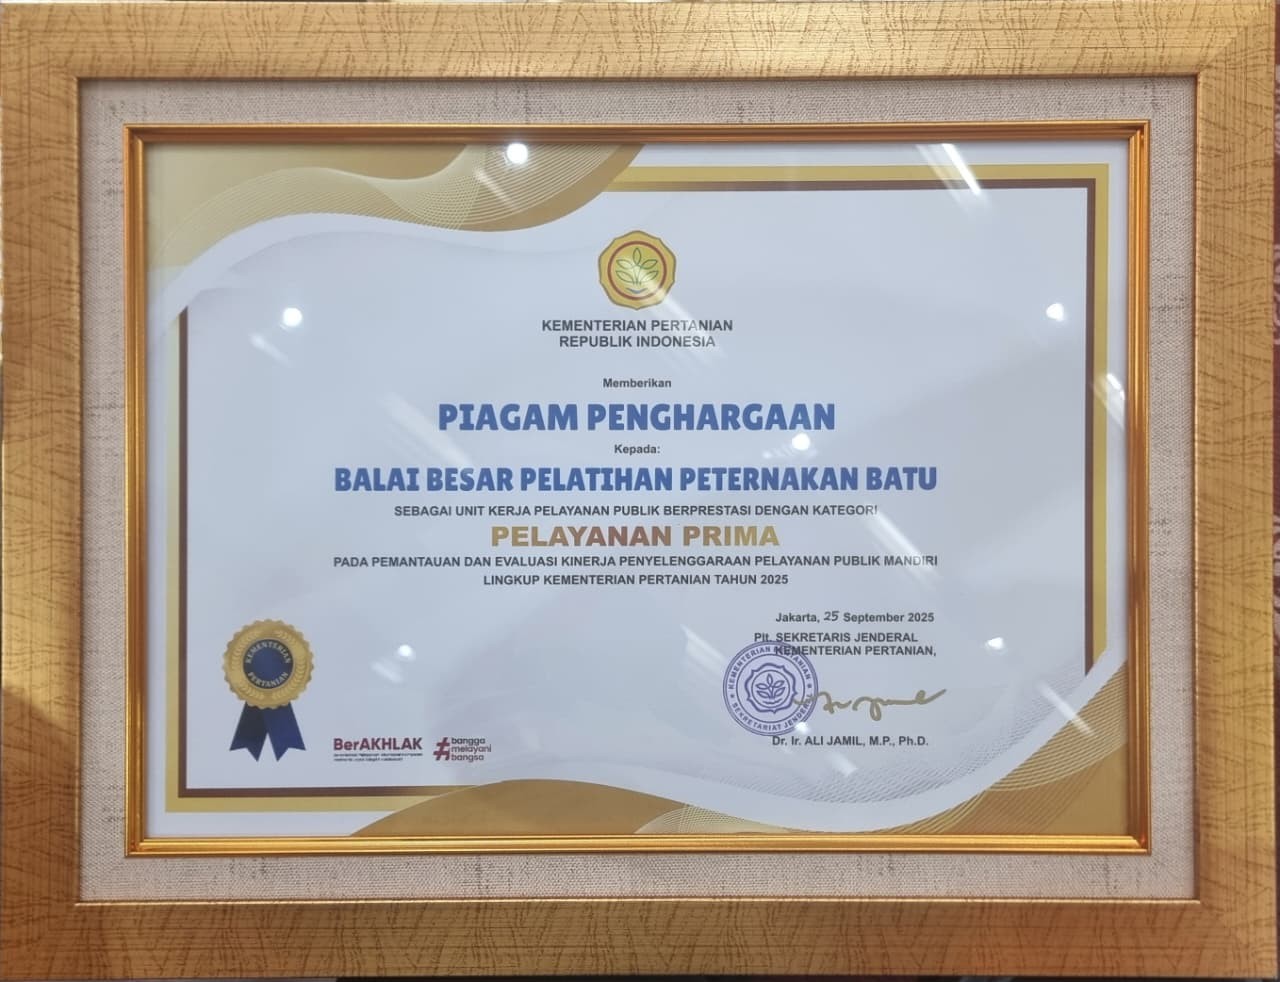 KEMENTERIAN PERTANIAN
REPUBLIK INDONESIA
Memberikan
PIAGAM PENGHARGAAN
Kepada:
BALAI BESAR PELATIHAN PETERNAKAN BATU
SEBAGAI UNIT KERJA PELAYANAN PUBLIK BERPRESTASI DENGAN KATEGORI
PELAYANAN PRIMA
PADA PEMANTAUAN DAN EVALUASI KINERJA PENYELENGGARAAN PELAYANAN PUBLIK MANDIRI
LINGKUP KEMENTERIAN PERTANIAN TAHUN 2025
Jakarta, 25 September 2025
Plt. SEKRETARIS JENDERAL
KEMENTERIAN PERTANIAN,
KEMENTERIAN PERTANIAN
SEKRETARIAT JENDERAL
Dr. Ir. ALI JAMIL, M.P., Ph.D.
KEMENTERIAN
PERTANIAN
BerAKHLAK
#bangga
melayani
bangsa